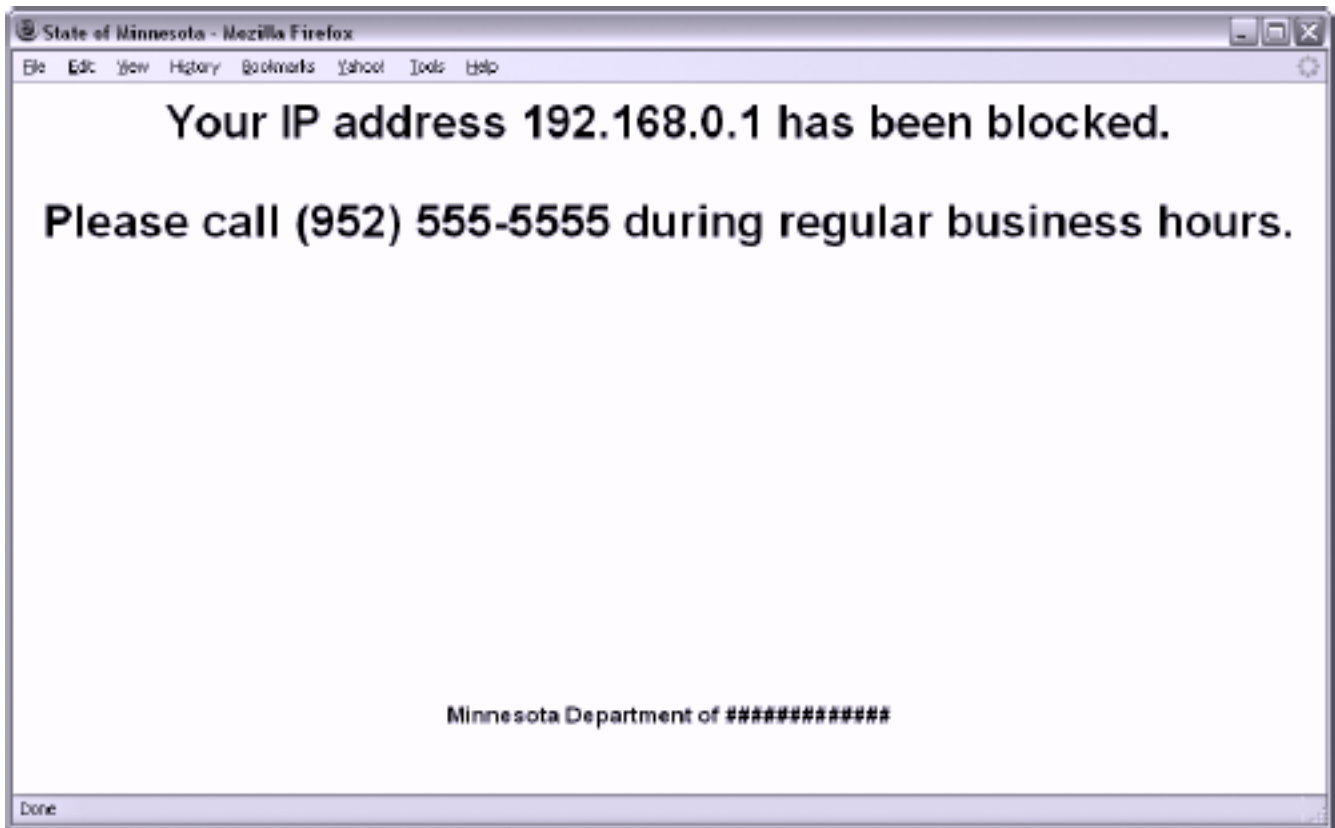 State of Minnesota - Mozilla Firefox
File Edit View History Bookmarks Yahoo! Tools Help
Your IP address 192.168.0.1 has been blocked.
Please call (952) 555-5555 during regular business hours.
Minnesota Department of #############
Done